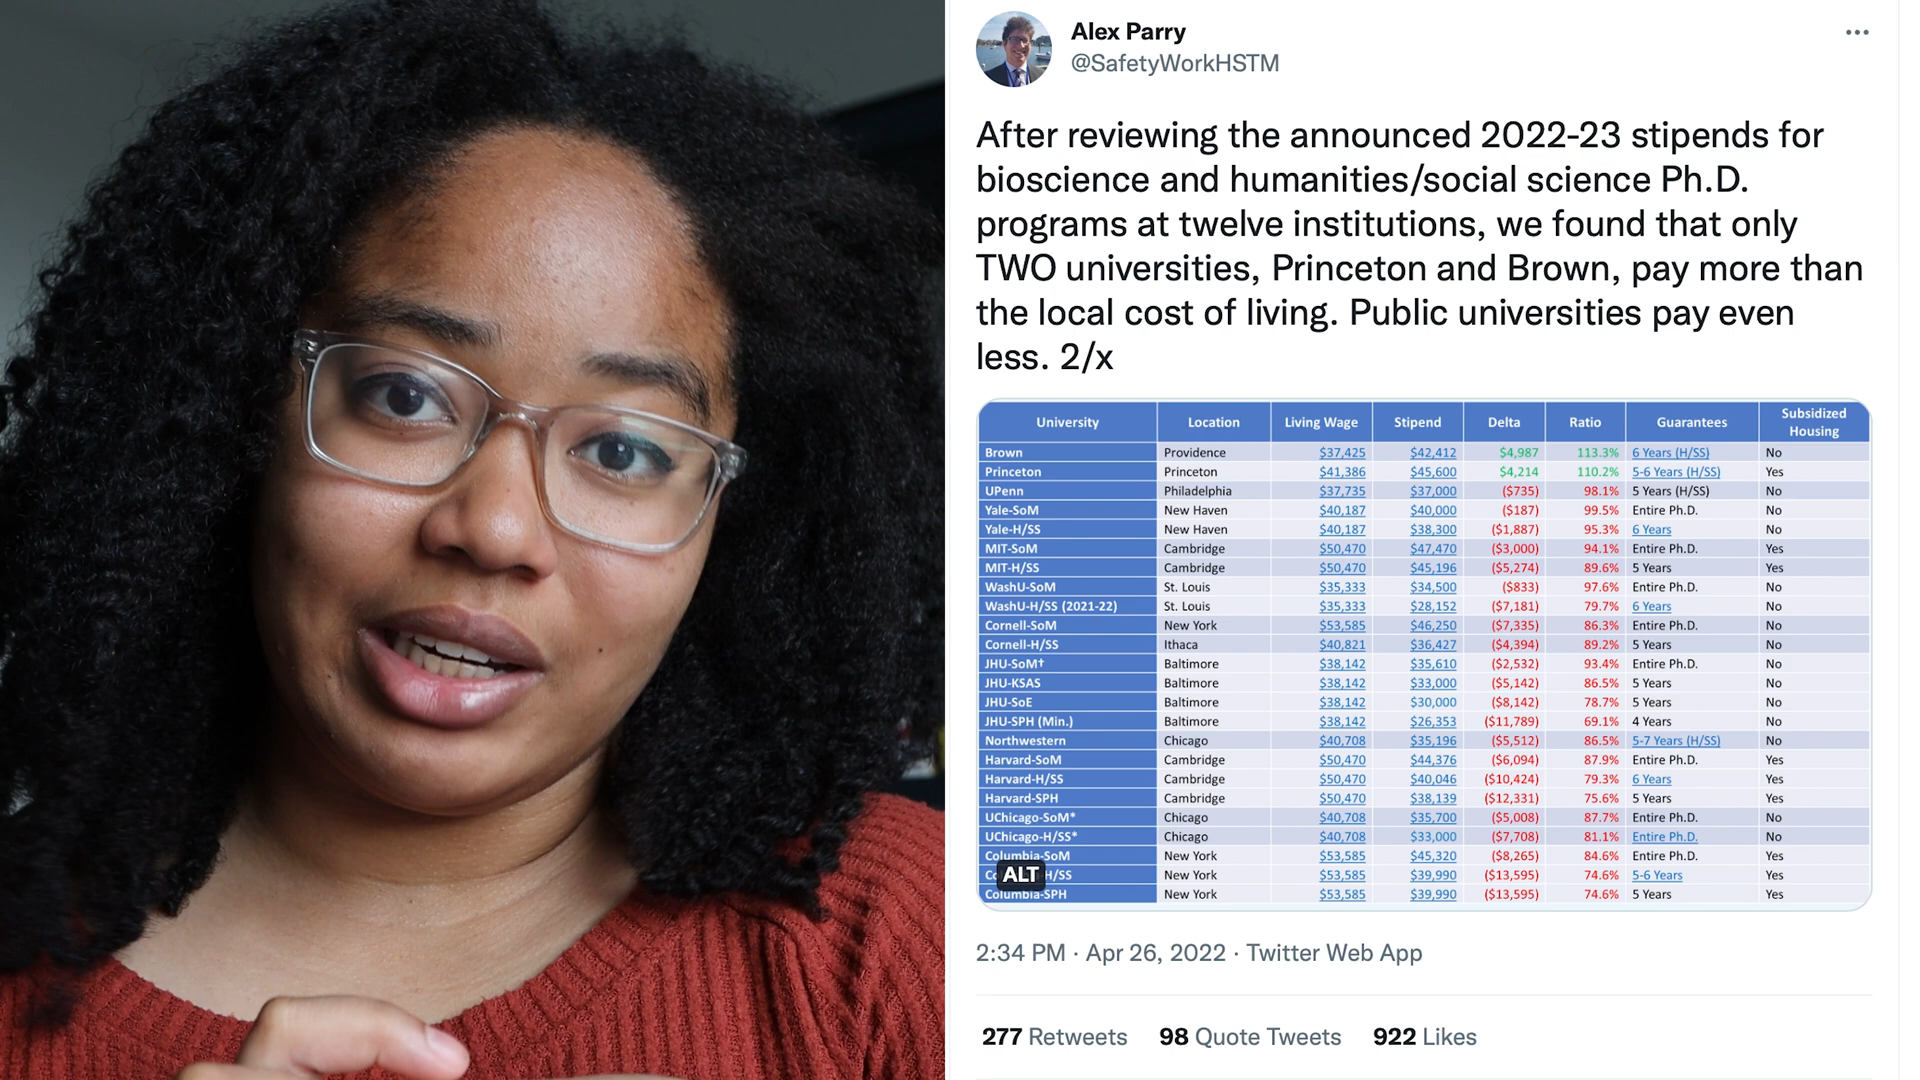 Alex Parry
@SafetyWorkHSTM
After reviewing the announced 2022-23 stipends for
bioscience and humanities/social science Ph.D.
programs at twelve institutions, we found that only
TWO universities, Princeton and Brown, pay more than
the local cost of living. Public universities pay even
less. 2/x
University Location Living Wage Stipend Delta Ratio Guarantees Subsidized Housing
Brown Providence $37,425 $42,412 $4,987 113.3% 6 Years (H/SS) No
Princeton Princeton $41,386 $45,600 $4,214 110.2% 5-6 Years (H/SS) Yes
UPenn Philadelphia $37,735 $37,000 ($735) 98.1% 5 Years (H/SS) No
Yale-SoM New Haven $40,187 $40,000 ($187) 99.5% Entire Ph.D. No
Yale-H/SS New Haven $40,187 $38,300 ($1,887) 95.3% 6 Years No
MIT-SoM Cambridge $50,470 $47,470 ($3,000) 94.1% Entire Ph.D. Yes
MIT-H/SS Cambridge $50,470 $45,196 ($5,274) 89.6% 5 Years Yes
WashU-SoM St. Louis $35,333 $34,500 ($833) 97.6% Entire Ph.D. No
WashU-H/SS (2021-22) St. Louis $35,333 $28,152 ($7,181) 79.7% 6 Years No
Cornell-SoM New York $53,585 $46,250 ($7,335) 86.3% Entire Ph.D. No
Cornell-H/SS Ithaca $40,821 $36,427 ($4,394) 89.2% 5 Years No
JHU-SoM† Baltimore $38,142 $35,610 ($2,532) 93.4% Entire Ph.D. No
JHU-KSAS Baltimore $38,142 $33,000 ($5,142) 86.5% 5 Years No
JHU-SoE Baltimore $38,142 $30,000 ($8,142) 78.7% 5 Years No
JHU-SPH (Min.) Baltimore $38,142 $26,353 ($11,789) 69.1% 4 Years No
Northwestern Chicago $40,708 $35,196 ($5,512) 86.5% 5-7 Years (H/SS) No
Harvard-SoM Cambridge $50,470 $44,376 ($6,094) 87.9% Entire Ph.D. Yes
Harvard-H/SS Cambridge $50,470 $40,046 ($10,424) 79.3% 6 Years Yes
Harvard-SPH Cambridge $50,470 $38,139 ($12,331) 75.6% 5 Years Yes
UChicago-SoM* Chicago $40,708 $35,700 ($5,008) 87.7% Entire Ph.D. No
UChicago-H/SS* Chicago $40,708 $33,000 ($7,708) 81.1% Entire Ph.D. No
Columbia-SoM New York $53,585 $45,320 ($8,265) 84.6% Entire Ph.D. Yes
ALT H/SS New York $53,585 $39,990 ($13,595) 74.6% 5-6 Years Yes
Columbia-SPH New York $53,585 $39,990 ($13,595) 74.6% 5 Years Yes
2:34 PM · Apr 26, 2022 · Twitter Web App
277 Retweets 98 Quote Tweets 922 Likes